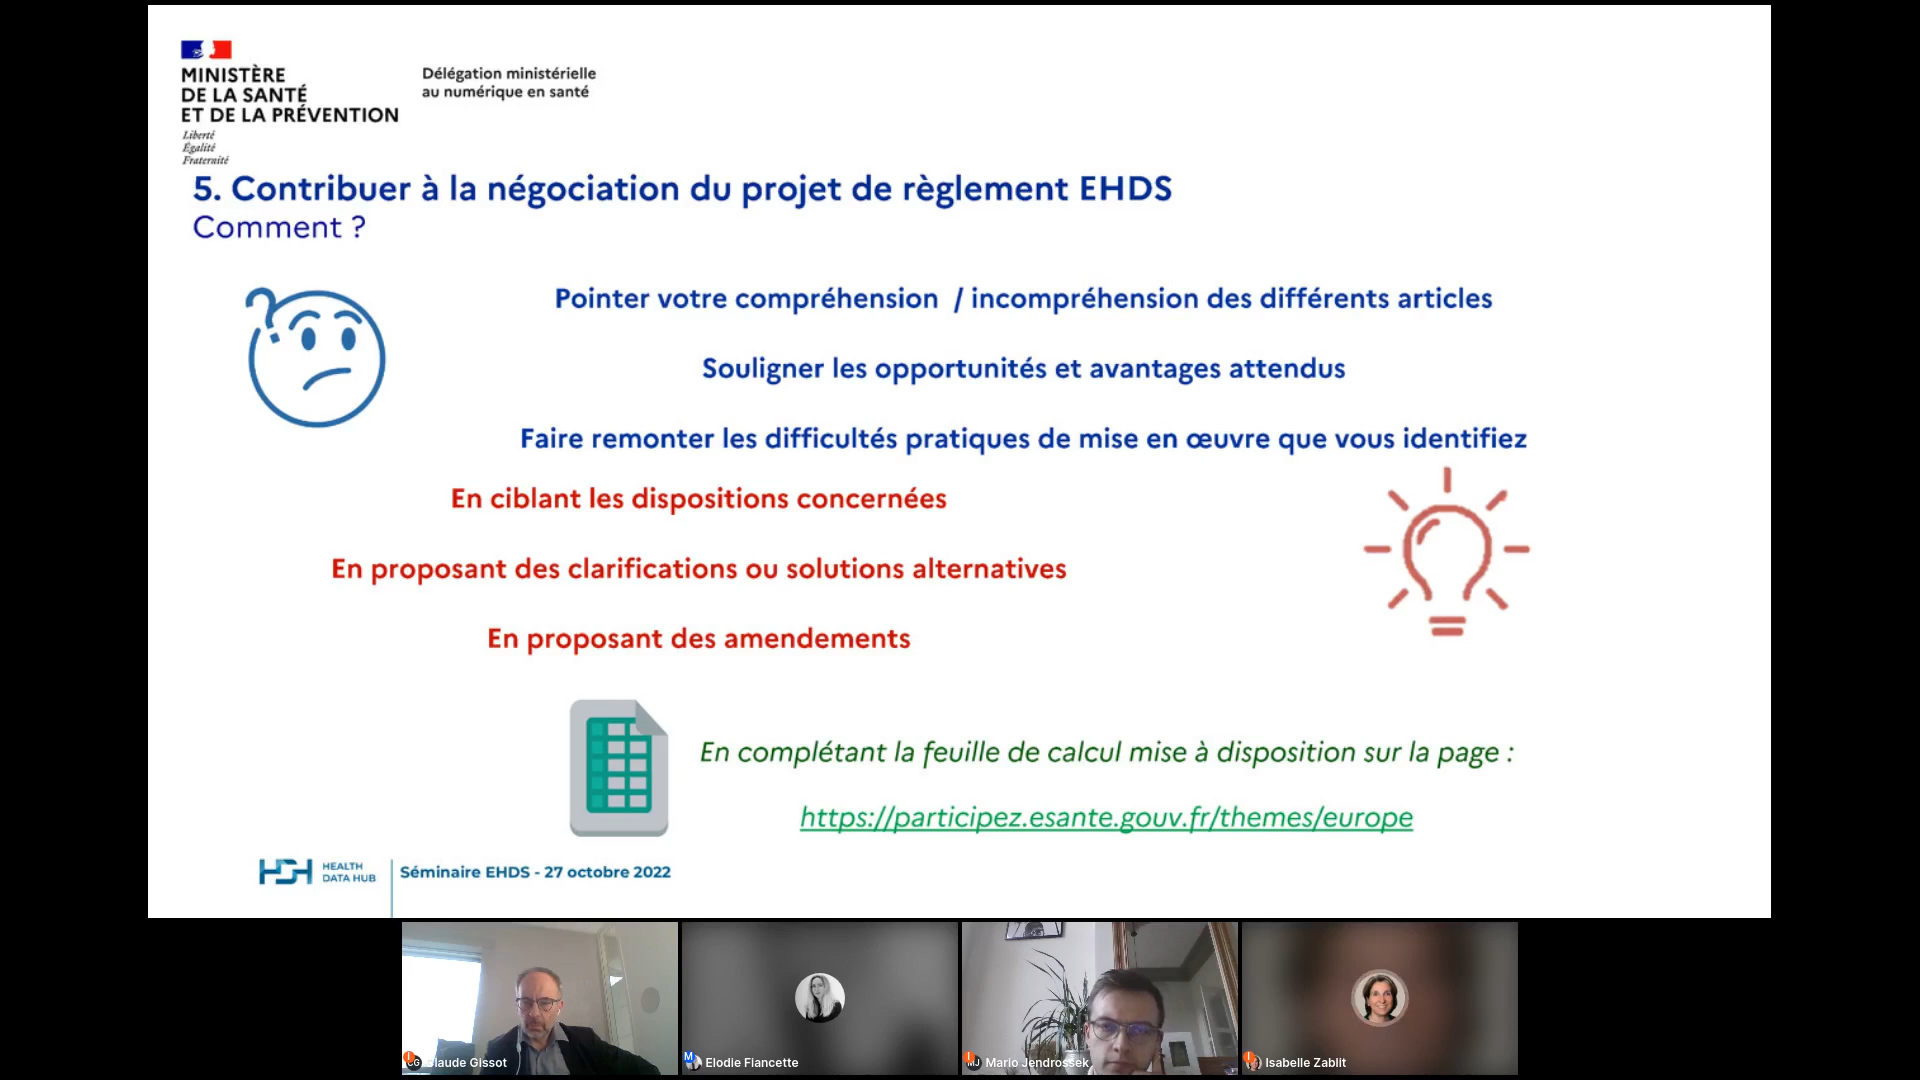 MINISTÈRE
DE LA SANTÉ
ET DE LA PRÉVENTION
Liberté
Égalité
Fraternité
Délégation ministérielle
au numérique en santé
5. Contribuer à la négociation du projet de règlement EHDS
Comment ?
Pointer votre compréhension / incompréhension des différents articles
Souligner les opportunités et avantages attendus
Faire remonter les difficultés pratiques de mise en œuvre que vous identifiez
En ciblant les dispositions concernées
En proposant des clarifications ou solutions alternatives
En proposant des amendements
En complétant la feuille de calcul mise à disposition sur la page :
https://participez.esante.gouv.fr/themes/europe
HEALTH
DATA HUB
Séminaire EHDS - 27 octobre 2022
Claude Gissot
Elodie Fiancette
Mario Jendrossek
Isabelle Zablit